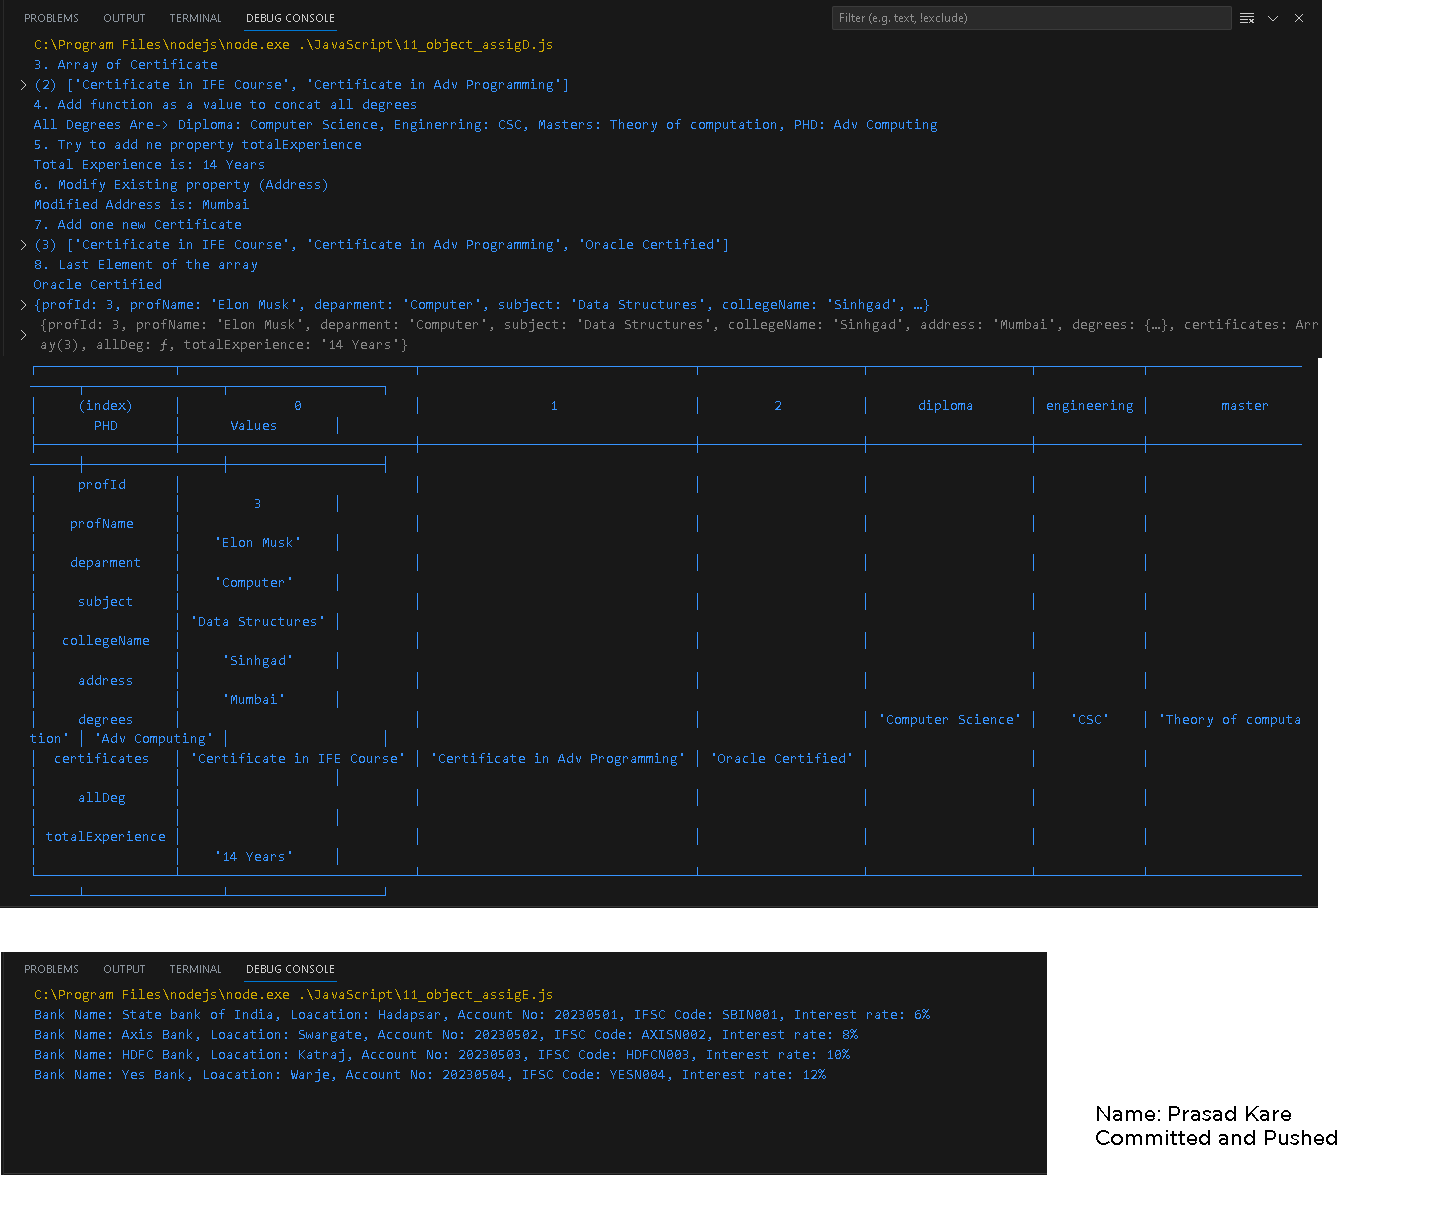 PROBLEMS OUTPUT TERMINAL DEBUG CONSOLE Filter (e.g. text, !exclude)
C:\Program Files\nodejs\node.exe .\JavaScript\11_object_assigD.js
3. Array of Certificate
(2) ['Certificate in IFE Course', 'Certificate in Adv Programming']
4. Add function as a value to concat all degrees
All Degrees Are-> Diploma: Computer Science, Enginerring: CSC, Masters: Theory of computation, PHD: Adv Computing
5. Try to add ne property totalExperience
Total Experience is: 14 Years
6. Modify Existing property (Address)
Modified Address is: Mumbai
7. Add one new Certificate
(3) ['Certificate in IFE Course', 'Certificate in Adv Programming', 'Oracle Certified']
8. Last Element of the array
Oracle Certified
{profId: 3, profName: 'Elon Musk', deparment: 'Computer', subject: 'Data Structures', collegeName: 'Sinhgad', …}
{profId: 3, profName: 'Elon Musk', deparment: 'Computer', subject: 'Data Structures', collegeName: 'Sinhgad', address: 'Mumbai', degrees: {…}, certificates: Arr
ay(3), allDeg: ƒ, totalExperience: '14 Years'}
(index) 0 1 2 diploma engineering master
PHD Values
profId
3
profName
'Elon Musk'
deparment
'Computer'
subject
'Data Structures'
collegeName
'Sinhgad'
address
'Mumbai'
degrees 'Computer Science' 'CSC' 'Theory of computa
tion' 'Adv Computing'
certificates 'Certificate in IFE Course' 'Certificate in Adv Programming' 'Oracle Certified'
allDeg
totalExperience
'14 Years'
PROBLEMS OUTPUT TERMINAL DEBUG CONSOLE
C:\Program Files\nodejs\node.exe .\JavaScript\11_object_assigE.js
Bank Name: State bank of India, Loacation: Hadapsar, Account No: 20230501, IFSC Code: SBIN001, Interest rate: 6%
Bank Name: Axis Bank, Loacation: Swargate, Account No: 20230502, IFSC Code: AXISN002, Interest rate: 8%
Bank Name: HDFC Bank, Loacation: Katraj, Account No: 20230503, IFSC Code: HDFCN003, Interest rate: 10%
Bank Name: Yes Bank, Loacation: Warje, Account No: 20230504, IFSC Code: YESN004, Interest rate: 12%
Name: Prasad Kare
Committed and Pushed